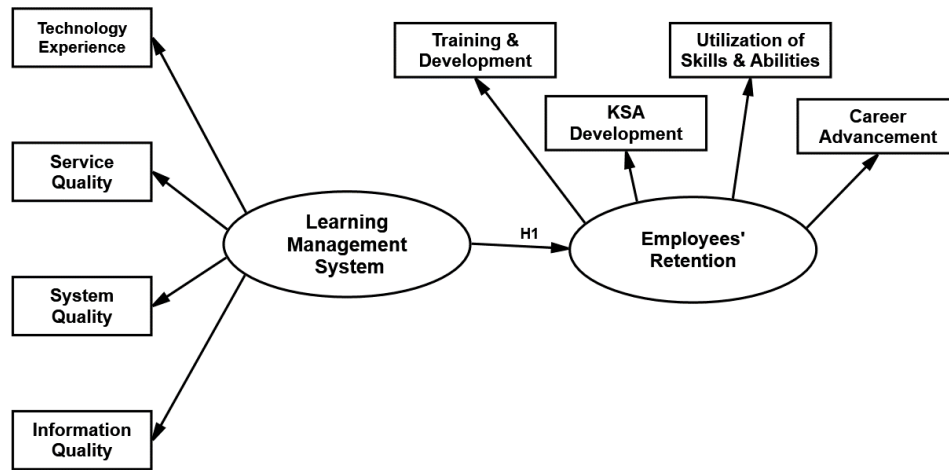 Technology
Experience
Service
Quality
System
Quality
Information
Quality
Learning
Management
System
H1
Training &
Development
KSA
Development
Utilization of
Skills & Abilities
Career
Advancement
Employees'
Retention